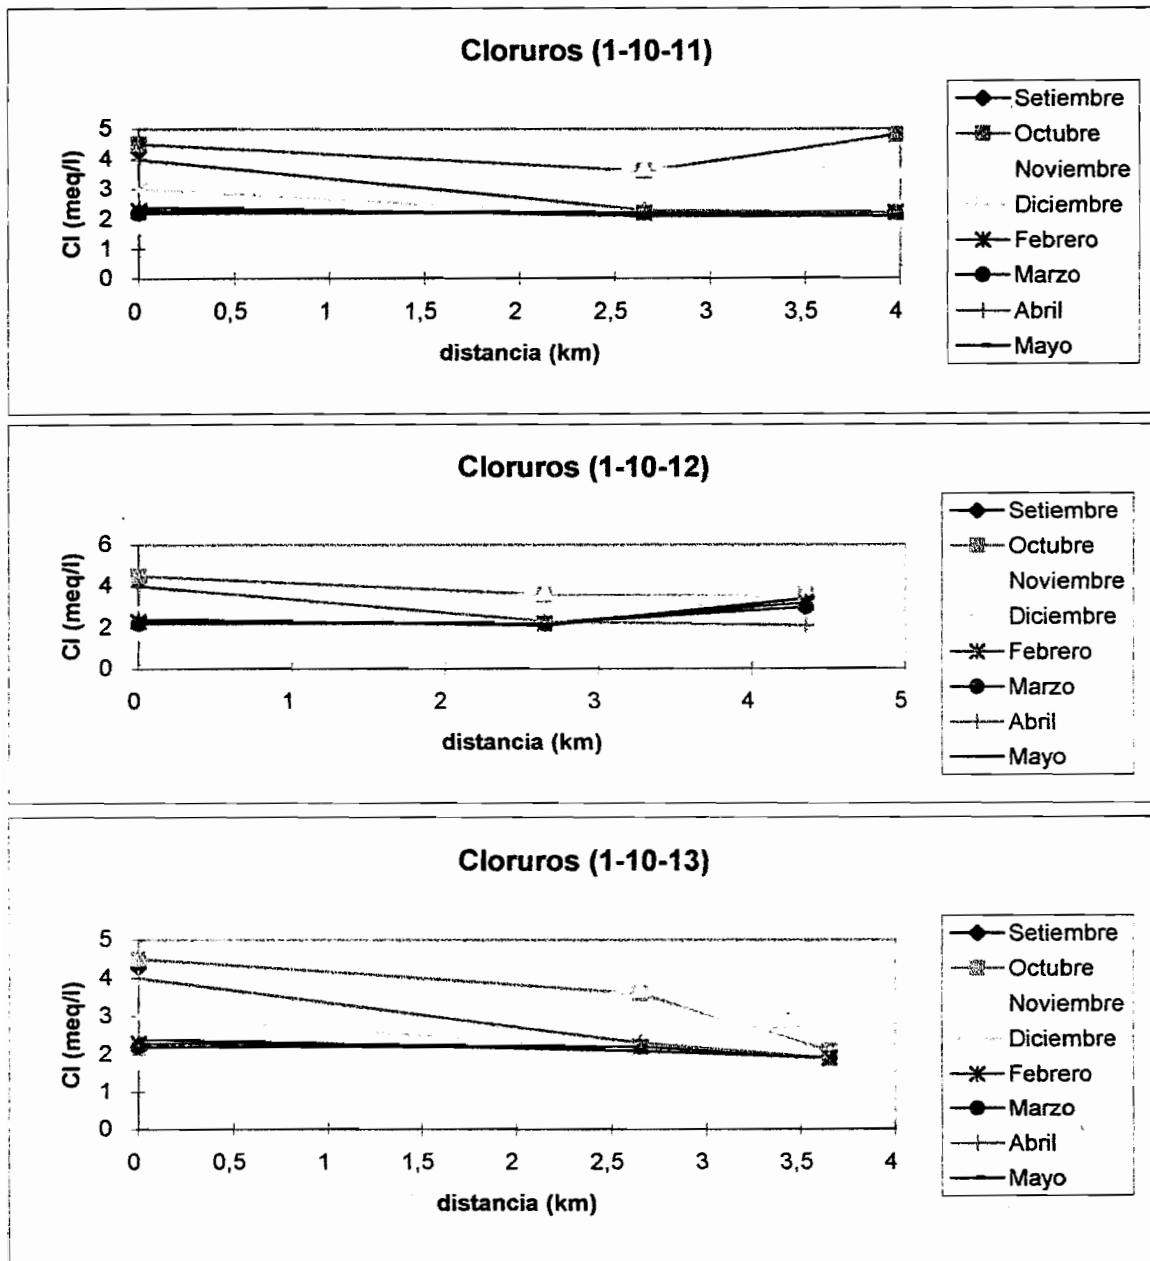 Cloruros (1-10-11)
Cl (meq/l)
5
4
3
2
1
0
0 0,5 1 1,5 2 2,5 3 3,5 4
distancia (km)
Setiembre
Octubre
Noviembre
Diciembre
Febrero
Marzo
Abril
Mayo
Cloruros (1-10-12)
Cl (meq/l)
6
4
2
0
0 1 2 3 4 5
distancia (km)
Setiembre
Octubre
Noviembre
Diciembre
Febrero
Marzo
Abril
Mayo
Cloruros (1-10-13)
Cl (meq/l)
5
4
3
2
1
0
0 0,5 1 1,5 2 2,5 3 3,5 4
distancia (km)
Setiembre
Octubre
Noviembre
Diciembre
Febrero
Marzo
Abril
Mayo